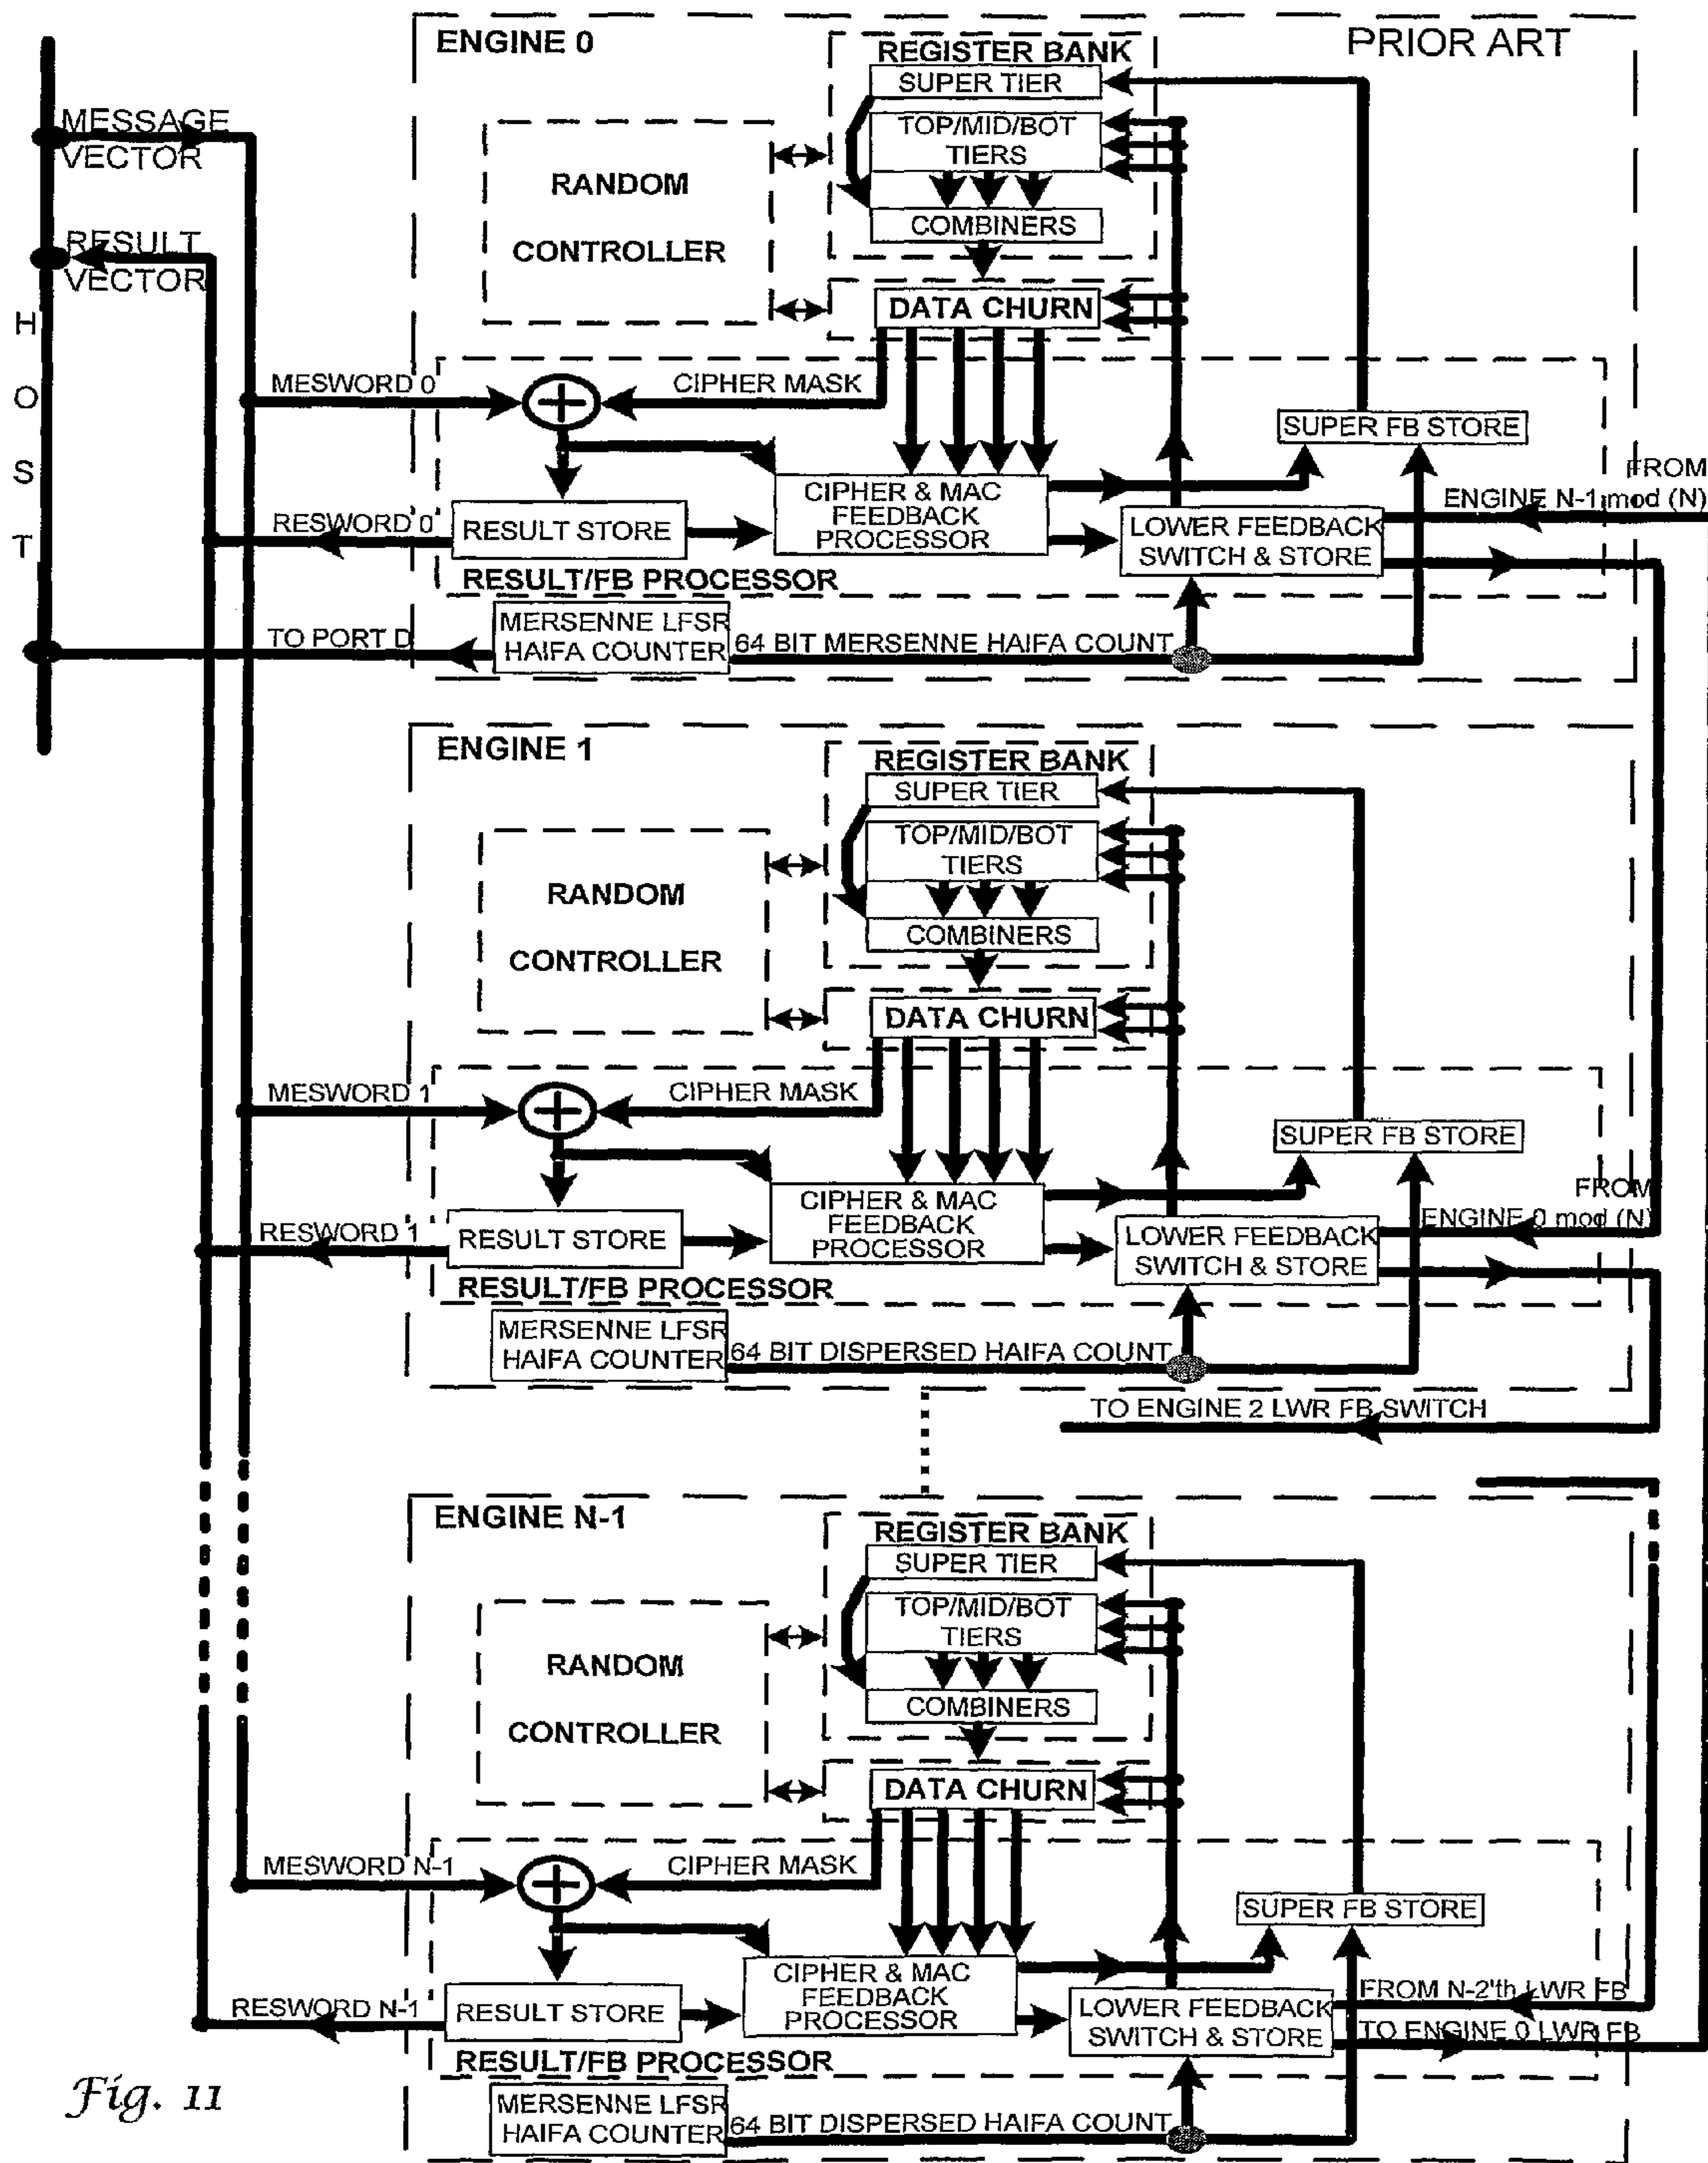 PRIOR ART
HOST
MESSAGE
VECTOR
RESULT
VECTOR
ENGINE 0
REGISTER BANK
SUPER TIER
TOP/MID/BOT
TIERS
COMBINERS
RANDOM
CONTROLLER
DATA CHURN
MESWORD 0
CIPHER MASK
SUPER FB STORE
CIPHER & MAC
FEEDBACK
PROCESSOR
FROM
ENGINE N-1 mod (N)
RESWORD 0
RESULT STORE
LOWER FEEDBACK
SWITCH & STORE
RESULT/FB PROCESSOR
TO PORT D
MERSENNE LFSR
HAIFA COUNTER
64 BIT MERSENNE HAIFA COUNT
ENGINE 1
REGISTER BANK
SUPER TIER
TOP/MID/BOT
TIERS
COMBINERS
RANDOM
CONTROLLER
DATA CHURN
MESWORD 1
CIPHER MASK
SUPER FB STORE
CIPHER & MAC
FEEDBACK
PROCESSOR
FROM
ENGINE 0 mod (N)
RESWORD 1
RESULT STORE
LOWER FEEDBACK
SWITCH & STORE
RESULT/FB PROCESSOR
MERSENNE LFSR
HAIFA COUNTER
64 BIT DISPERSED HAIFA COUNT
TO ENGINE 2 LWR FB SWITCH
ENGINE N-1
REGISTER BANK
SUPER TIER
TOP/MID/BOT
TIERS
COMBINERS
RANDOM
CONTROLLER
DATA CHURN
MESWORD N-1
CIPHER MASK
SUPER FB STORE
CIPHER & MAC
FEEDBACK
PROCESSOR
FROM N-2'th LWR FB
RESWORD N-1
RESULT STORE
LOWER FEEDBACK
SWITCH & STORE
TO ENGINE 0 LWR FB
RESULT/FB PROCESSOR
MERSENNE LFSR
HAIFA COUNTER
64 BIT DISPERSED HAIFA COUNT
Fig. 11